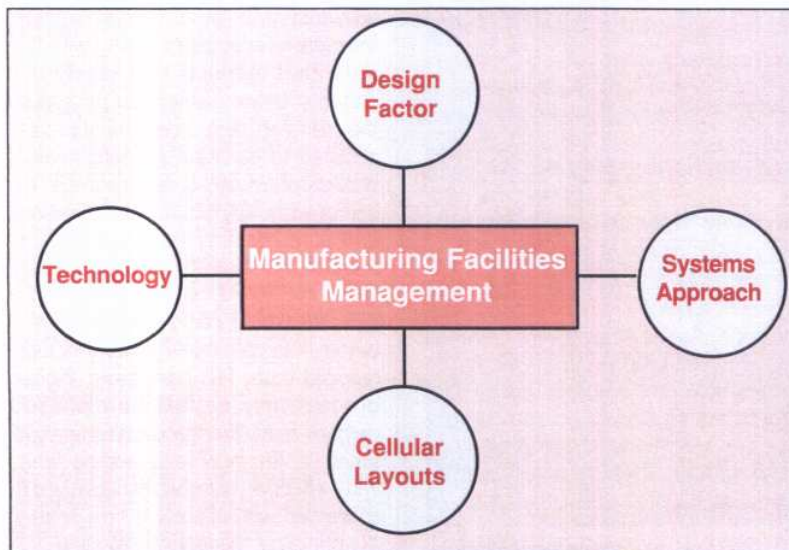 Design
Factor
Technology
Manufacturing Facilities
Management
Systems
Approach
Cellular
Layouts